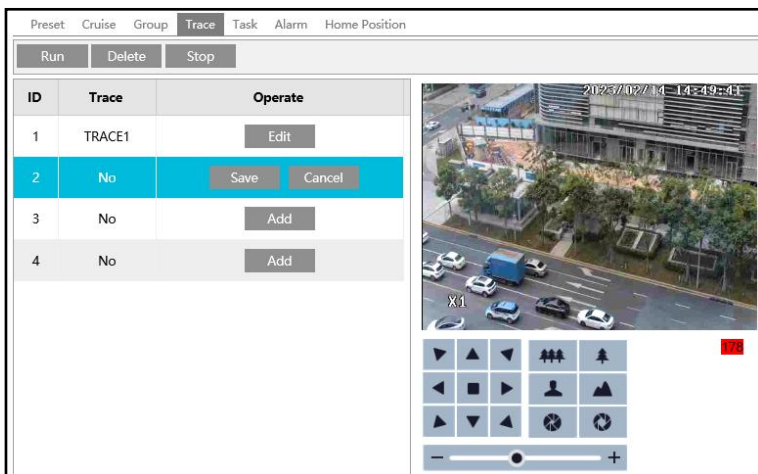 Preset Cruise Group Trace Task Alarm Home Position
Run Delete Stop
ID Trace Operate
1 TRACE1 Edit
2 No Save Cancel
3 No Add
4 No Add
2023/02/14 14:49:41
X1
178